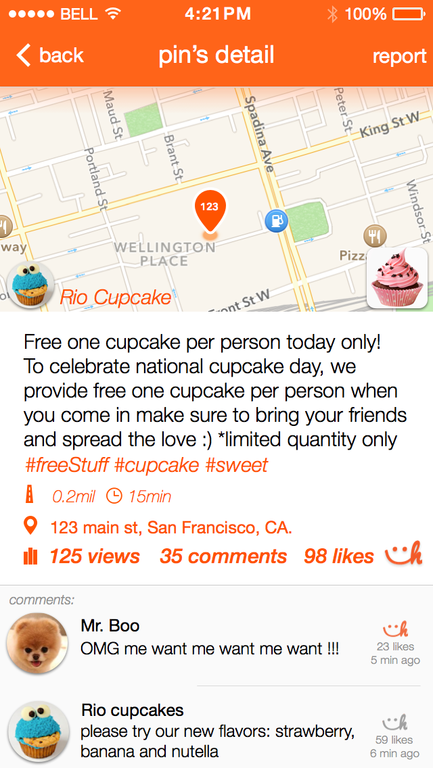 BELL 4:21PM 100%
back pin's detail report
Maud St
Spadina Ave
Peter St
King St W
Brant St
Portland St
123
Windsor St
way
WELLINGTON
PLACE
Pizz
Rio Cupcake
ont St W
Free one cupcake per person today only!
To celebrate national cupcake day, we
provide free one cupcake per person when
you come in make sure to bring your friends
and spread the love :) *limited quantity only
#freeStuff #cupcake #sweet
0.2mil 15min
123 main st, San Francisco, CA.
125 views 35 comments 98 likes
comments:
Mr. Boo
OMG me want me want me want !!!
23 likes
5 min ago
Rio cupcakes
please try our new flavors: strawberry,
banana and nutella
59 likes
6 min ago